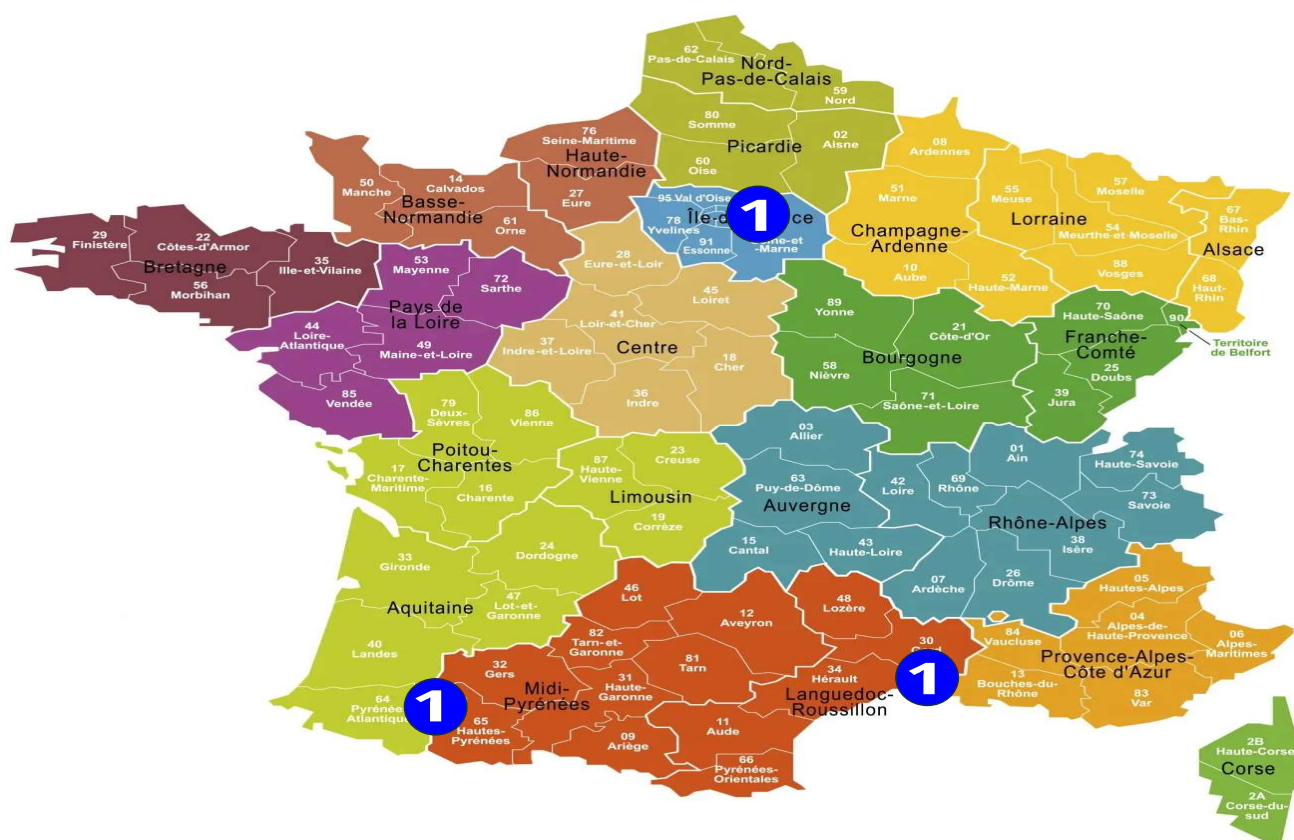 62
Pas-de-Calais
Nord-
Pas-de-Calais
59
Nord
80
Somme
02
Aisne
Picardie
60
Oise
76
Seine-Maritime
Haute-
Normandie
27
Eure
14
Calvados
50
Manche
Basse-
Normandie
61
Orne
95 Val d'Oise
1
78
Yvelines
91
Essonne
-Marne
08
Ardennes
51
Marne
Champagne-
Ardenne
10
Aube
52
Haute-Marne
55
Meuse
57
Moselle
Lorraine
54
Meurthe-et-Moselle
88
Vosges
67
Bas-
Rhin
Alsace
68
Haut-
Rhin
29
Finistère
22
Côtes-d'Armor
35
Ille-et-Vilaine
Bretagne
56
Morbihan
53
Mayenne
72
Sarthe
Pays de
la Loire
44
Loire-
Atlantique
49
Maine-et-Loire
85
Vendée
28
Eure-et-Loir
45
Loiret
41
Loir-et-Cher
37
Indre-et-Loire
Centre
18
Cher
36
Indre
89
Yonne
21
Côte-d'Or
Bourgogne
58
Nièvre
71
Saône-et-Loire
70
Haute-Saône
90
Territoire
de Belfort
Franche-
Comté
25
Doubs
39
Jura
79
Deux-
Sèvres
86
Vienne
Poitou-
Charentes
17
Charente-
Maritime
16
Charente
87
Haute-
Vienne
23
Creuse
Limousin
19
Corrèze
03
Allier
63
Puy-de-Dôme
Auvergne
15
Cantal
43
Haute-Loire
42
Loire
69
Rhône
01
Ain
74
Haute-Savoie
73
Savoie
Rhône-Alpes
38
Isère
07
Ardèche
26
Drôme
33
Gironde
24
Dordogne
Aquitaine
47
Lot-et-
Garonne
40
Landes
64
Pyrénées
Atlantique
1
46
Lot
12
Aveyron
82
Tarn-et-
Garonne
81
Tarn
32
Gers
31
Haute-
Garonne
Midi-
Pyrénées
65
Hautes-
Pyrénées
09
Ariège
48
Lozère
30
1
34
Hérault
Languedoc-
Roussillon
11
Aude
66
Pyrénées-
Orientales
05
Hautes-Alpes
04
Alpes-de-
Haute-Provence
06
Alpes-
Maritimes
84
Vaucluse
Provence-Alpes-
Côte d'Azur
13
Bouches-du-
Rhône
83
Var
2B
Haute-Corse
Corse
2A
Corse-du-
sud